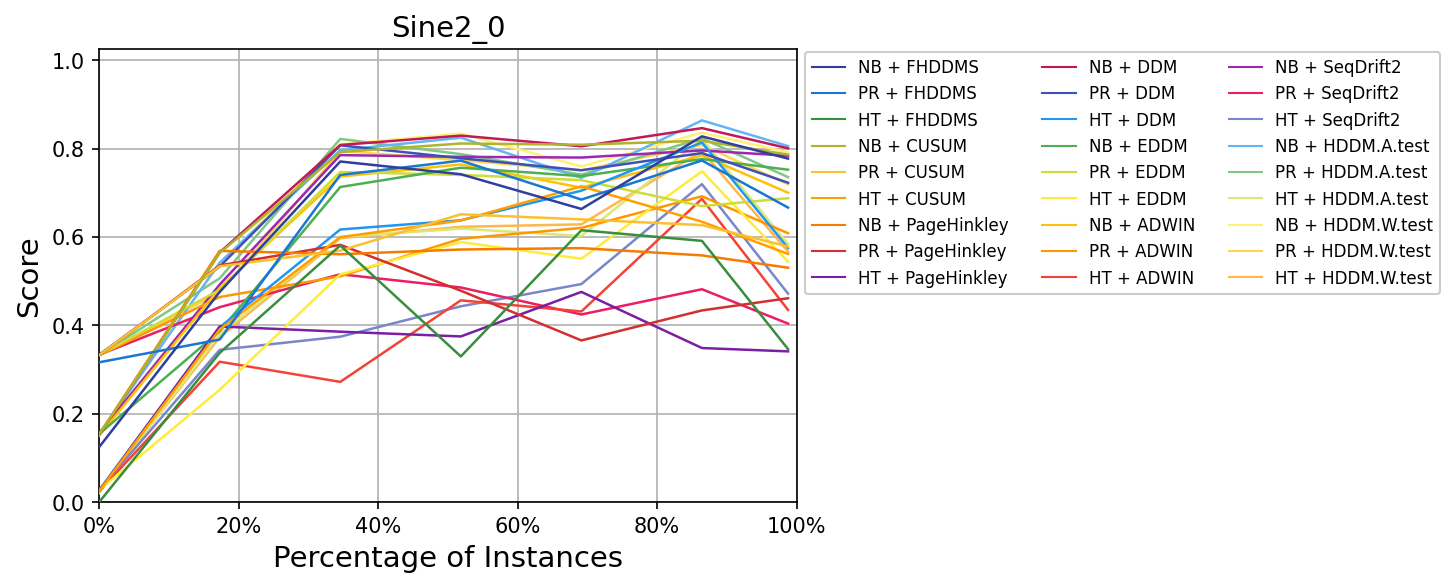 Sine2_0
Score
1.0
0.8
0.6
0.4
0.2
0.0
0%
20%
40%
60%
80%
100%
Percentage of Instances
NB + FHDDMS
PR + FHDDMS
HT + FHDDMS
NB + CUSUM
PR + CUSUM
HT + CUSUM
NB + PageHinkley
PR + PageHinkley
HT + PageHinkley
NB + DDM
PR + DDM
HT + DDM
NB + EDDM
PR + EDDM
HT + EDDM
NB + ADWIN
PR + ADWIN
HT + ADWIN
NB + SeqDrift2
PR + SeqDrift2
HT + SeqDrift2
NB + HDDM.A.test
PR + HDDM.A.test
HT + HDDM.A.test
NB + HDDM.W.test
PR + HDDM.W.test
HT + HDDM.W.test